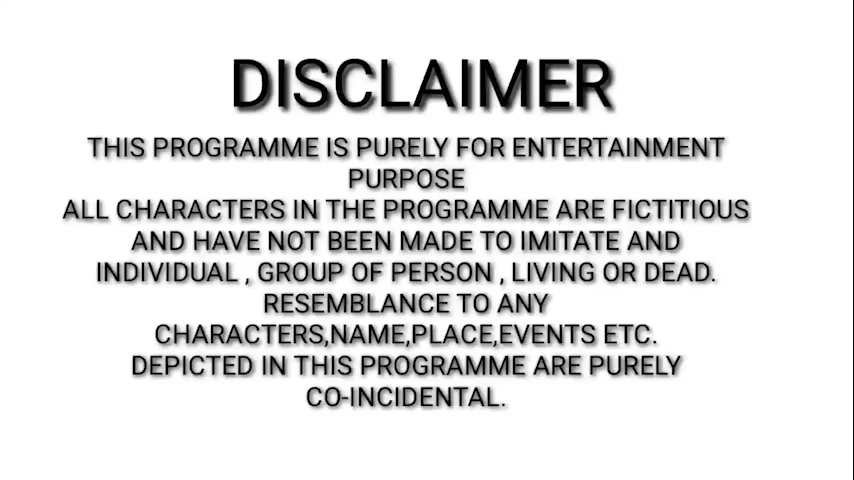 DISCLAIMER
THIS PROGRAMME IS PURELY FOR ENTERTAINMENT
PURPOSE
ALL CHARACTERS IN THE PROGRAMME ARE FICTITIOUS
AND HAVE NOT BEEN MADE TO IMITATE AND
INDIVIDUAL , GROUP OF PERSON , LIVING OR DEAD.
RESEMBLANCE TO ANY
CHARACTERS,NAME,PLACE,EVENTS ETC.
DEPICTED IN THIS PROGRAMME ARE PURELY
CO-INCIDENTAL.